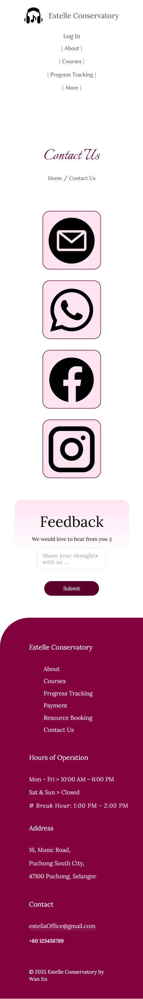 Estelle Conservatory
Log In
| About |
| Courses |
| Progress Tracking |
| More |
Contact Us
Home / Contact Us
Feedback
We would love to hear from you :)
Share your thoughts
with us ...
Submit
Estelle Conservatory
About
Courses
Progress Tracking
Payment
Resource Booking
Contact Us
Hours of Operation
Mon - Fri > 10:00 AM - 6:00 PM
Sat & Sun > Closed
# Break Hour: 1:00 PM - 2:00 PM
Address
16, Music Road,
Puchong South City,
47100 Puchong, Selangor
Contact
estellaOffice@gmail.com
+60 123456789
© 2025 Estelle Conservatory by
Wan En